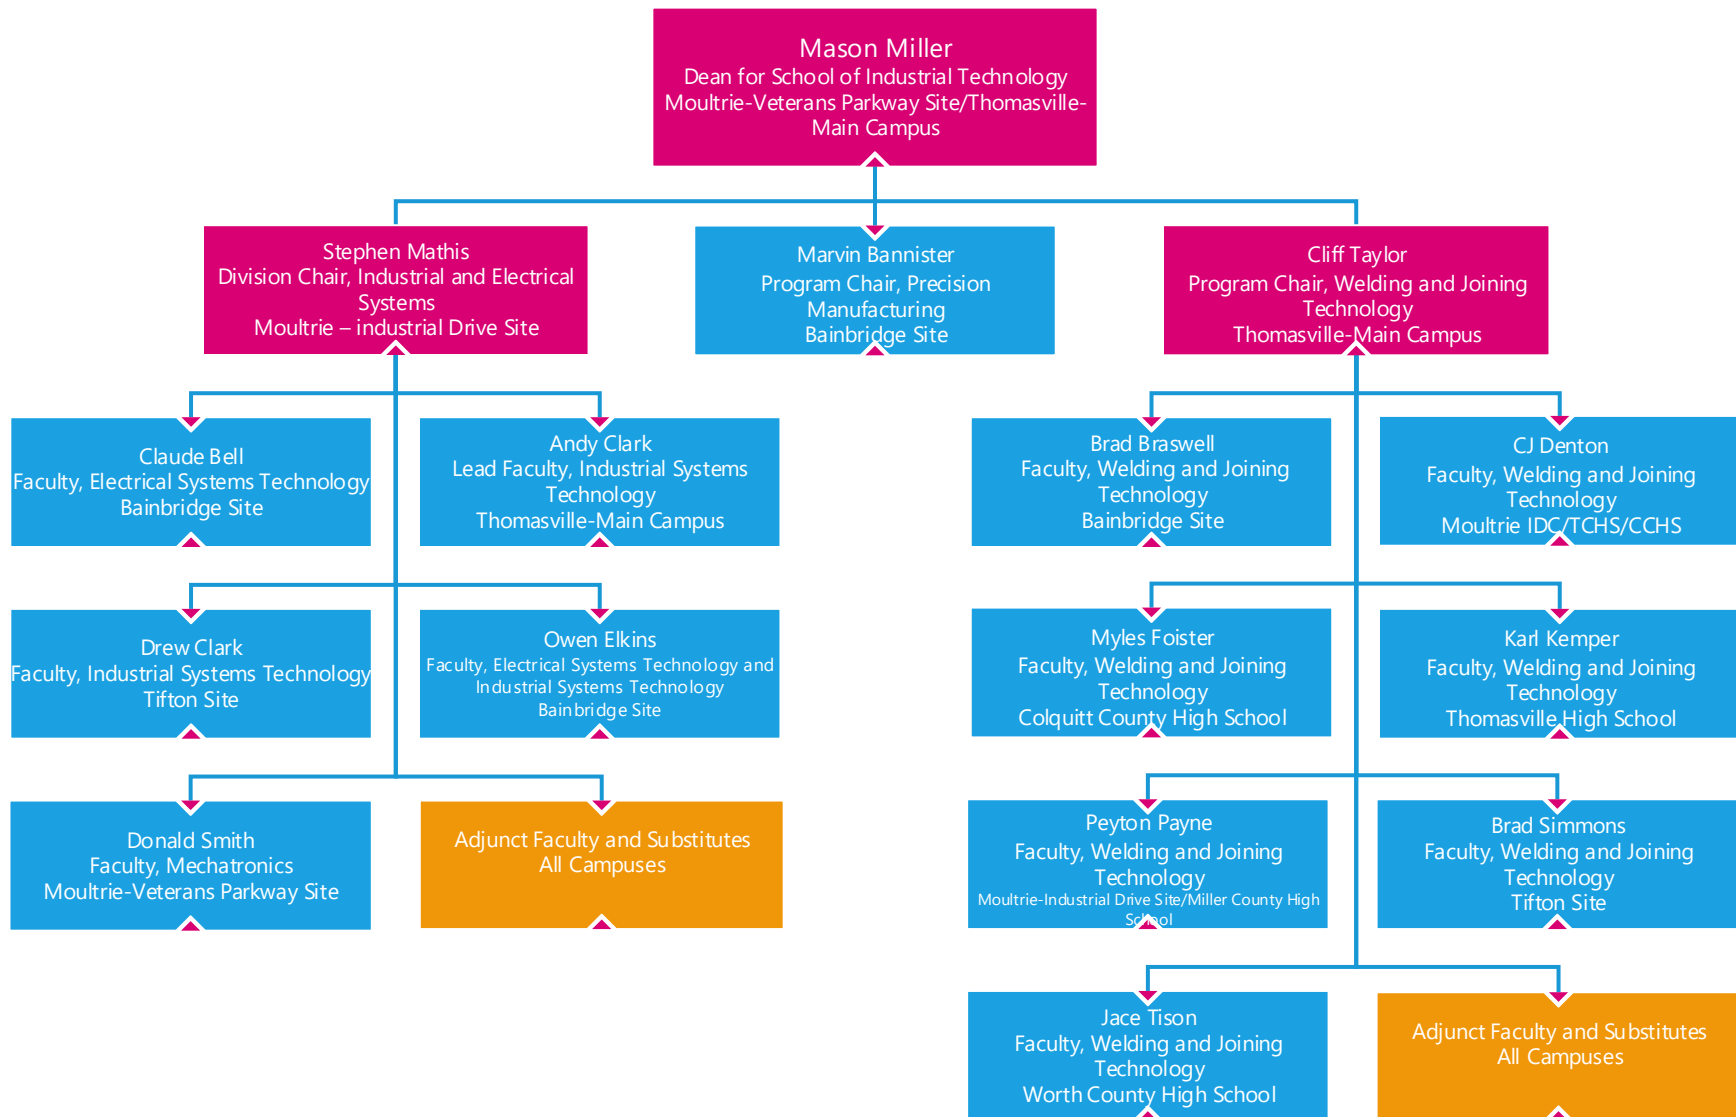 Mason Miller
Dean for School of Industrial Technology
Moultrie-Veterans Parkway Site/Thomasville-
Main Campus
Stephen Mathis
Division Chair, Industrial and Electrical
Systems
Moultrie – industrial Drive Site
Marvin Bannister
Program Chair, Precision
Manufacturing
Bainbridge Site
Cliff Taylor
Program Chair, Welding and Joining
Technology
Thomasville-Main Campus
Claude Bell
Faculty, Electrical Systems Technology
Bainbridge Site
Andy Clark
Lead Faculty, Industrial Systems
Technology
Thomasville-Main Campus
Brad Braswell
Faculty, Welding and Joining
Technology
Bainbridge Site
CJ Denton
Faculty, Welding and Joining
Technology
Moultrie IDC/TCHS/CCHS
Drew Clark
Faculty, Industrial Systems Technology
Tifton Site
Owen Elkins
Faculty, Electrical Systems Technology and
Industrial Systems Technology
Bainbridge Site
Myles Foister
Faculty, Welding and Joining
Technology
Colquitt County High School
Karl Kemper
Faculty, Welding and Joining
Technology
Thomasville High School
Donald Smith
Faculty, Mechatronics
Moultrie-Veterans Parkway Site
Adjunct Faculty and Substitutes
All Campuses
Peyton Payne
Faculty, Welding and Joining
Technology
Moultrie-Industrial Drive Site/Miller County High
School
Brad Simmons
Faculty, Welding and Joining
Technology
Tifton Site
Jace Tison
Faculty, Welding and Joining
Technology
Worth County High School
Adjunct Faculty and Substitutes
All Campuses